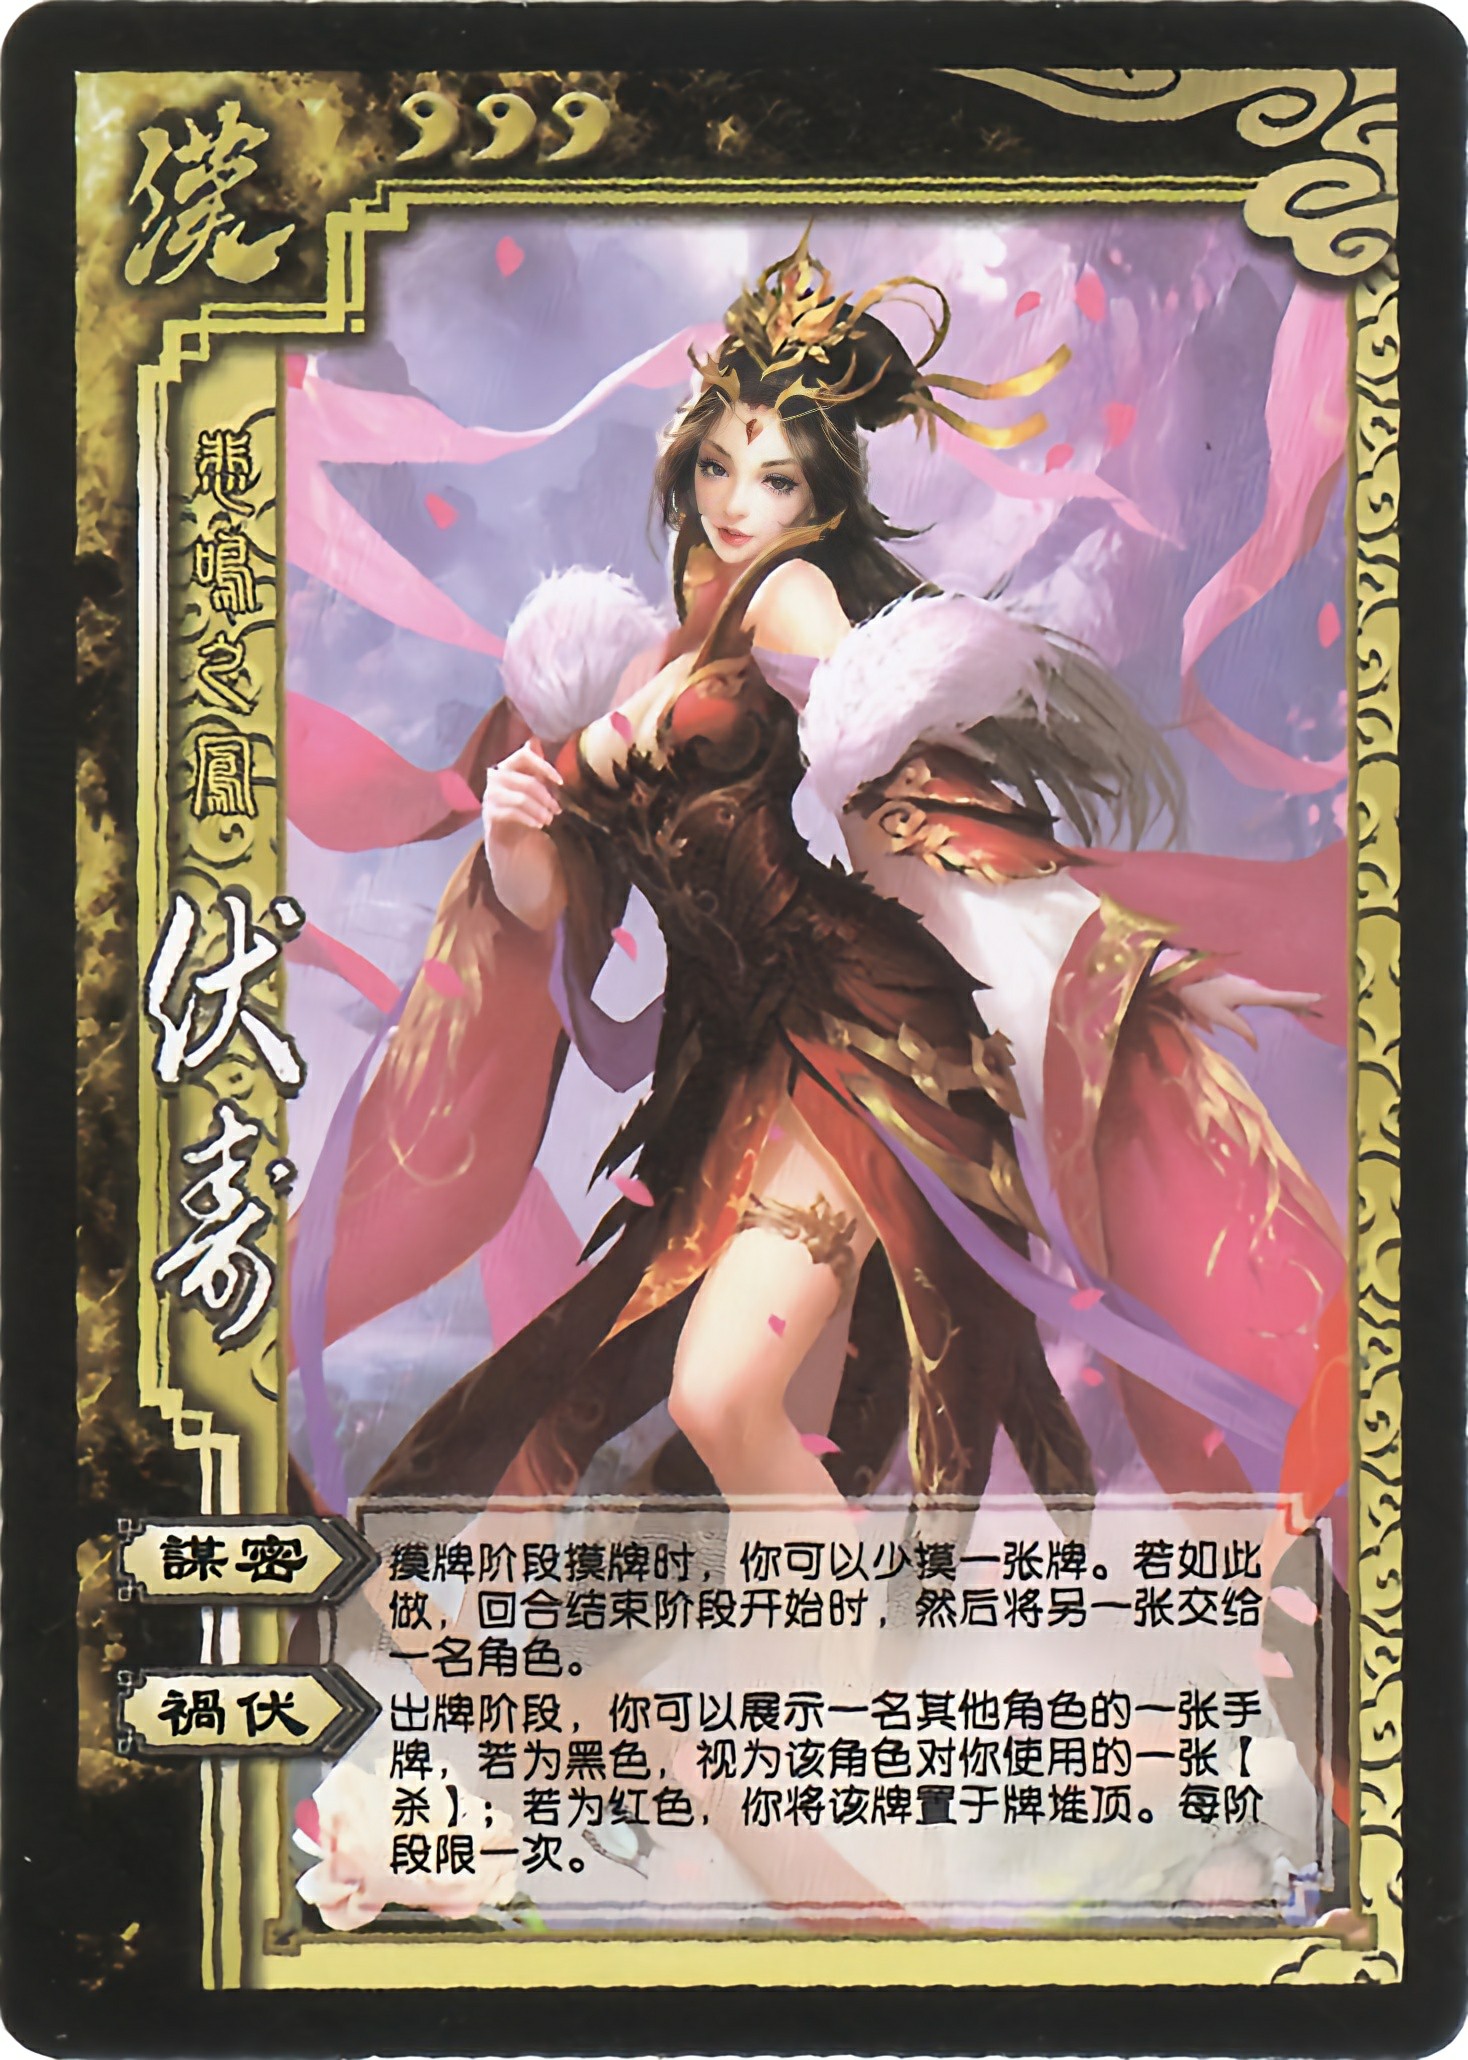 漢
悲鳴之鳳
伏壽
謀密
摸牌阶段摸牌时，你可以少摸一张牌。若如此
做，回合结束阶段开始时，然后将另一张交给
一名角色。
禍伏
出牌阶段，你可以展示一名其他角色的一张手
牌，若为黑色，视为该角色对你使用的一张【
杀】；若为红色，你将该牌置于牌堆顶。每阶
段限一次。